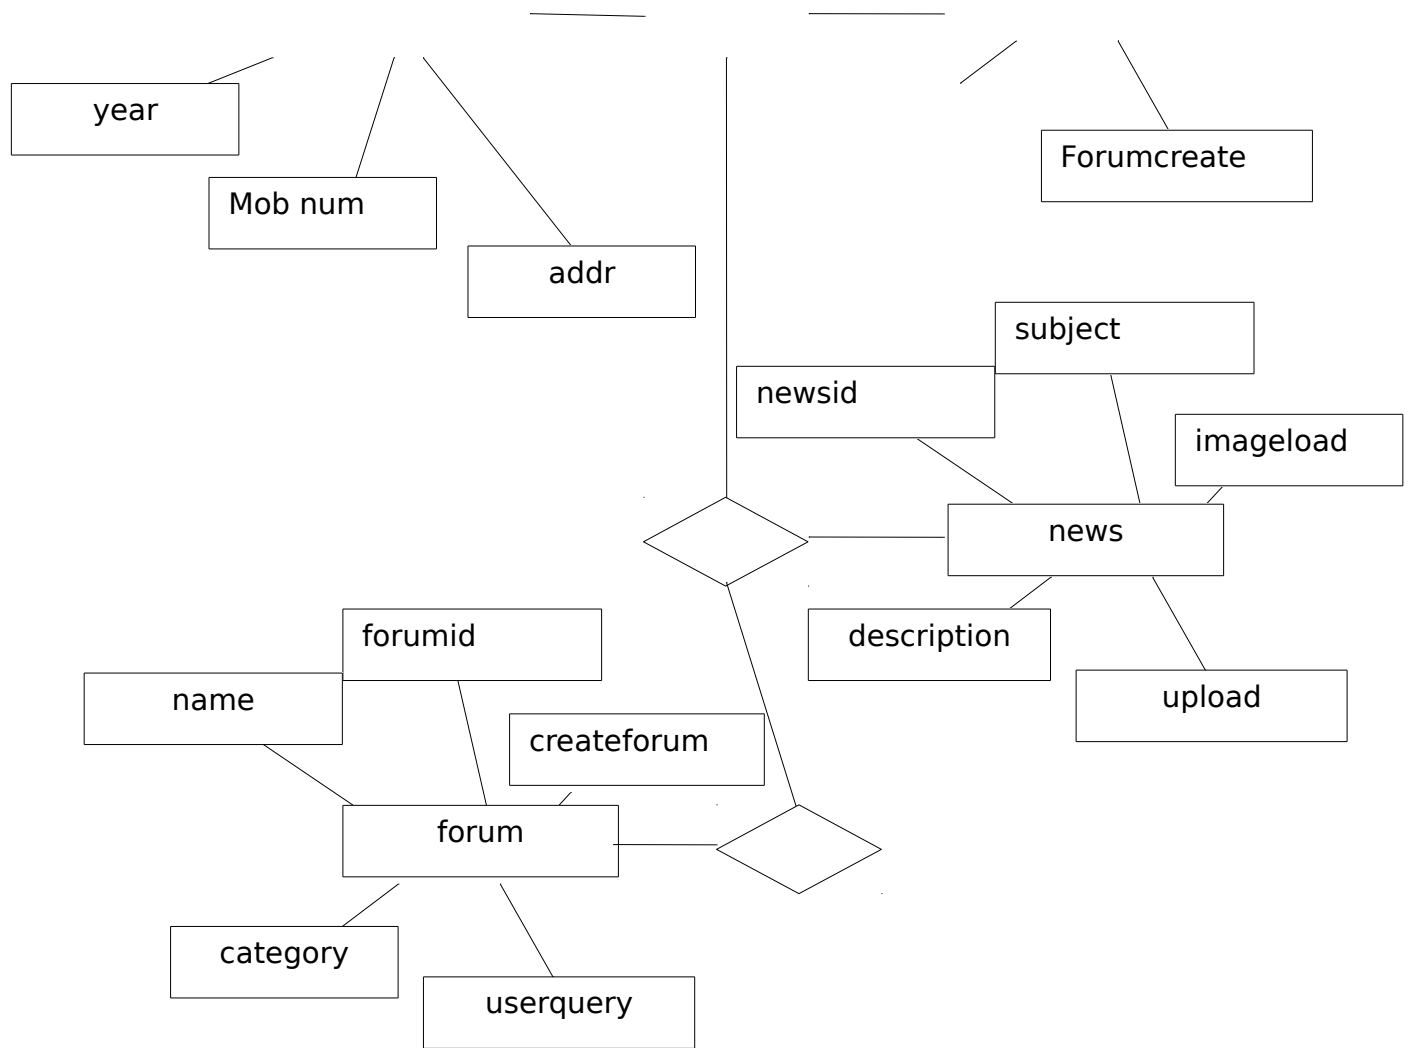 year
Forumcreate
Mob num
addr
subject
newsid
imageload
news
forumid
description
name
upload
createforum
forum
category
userquery